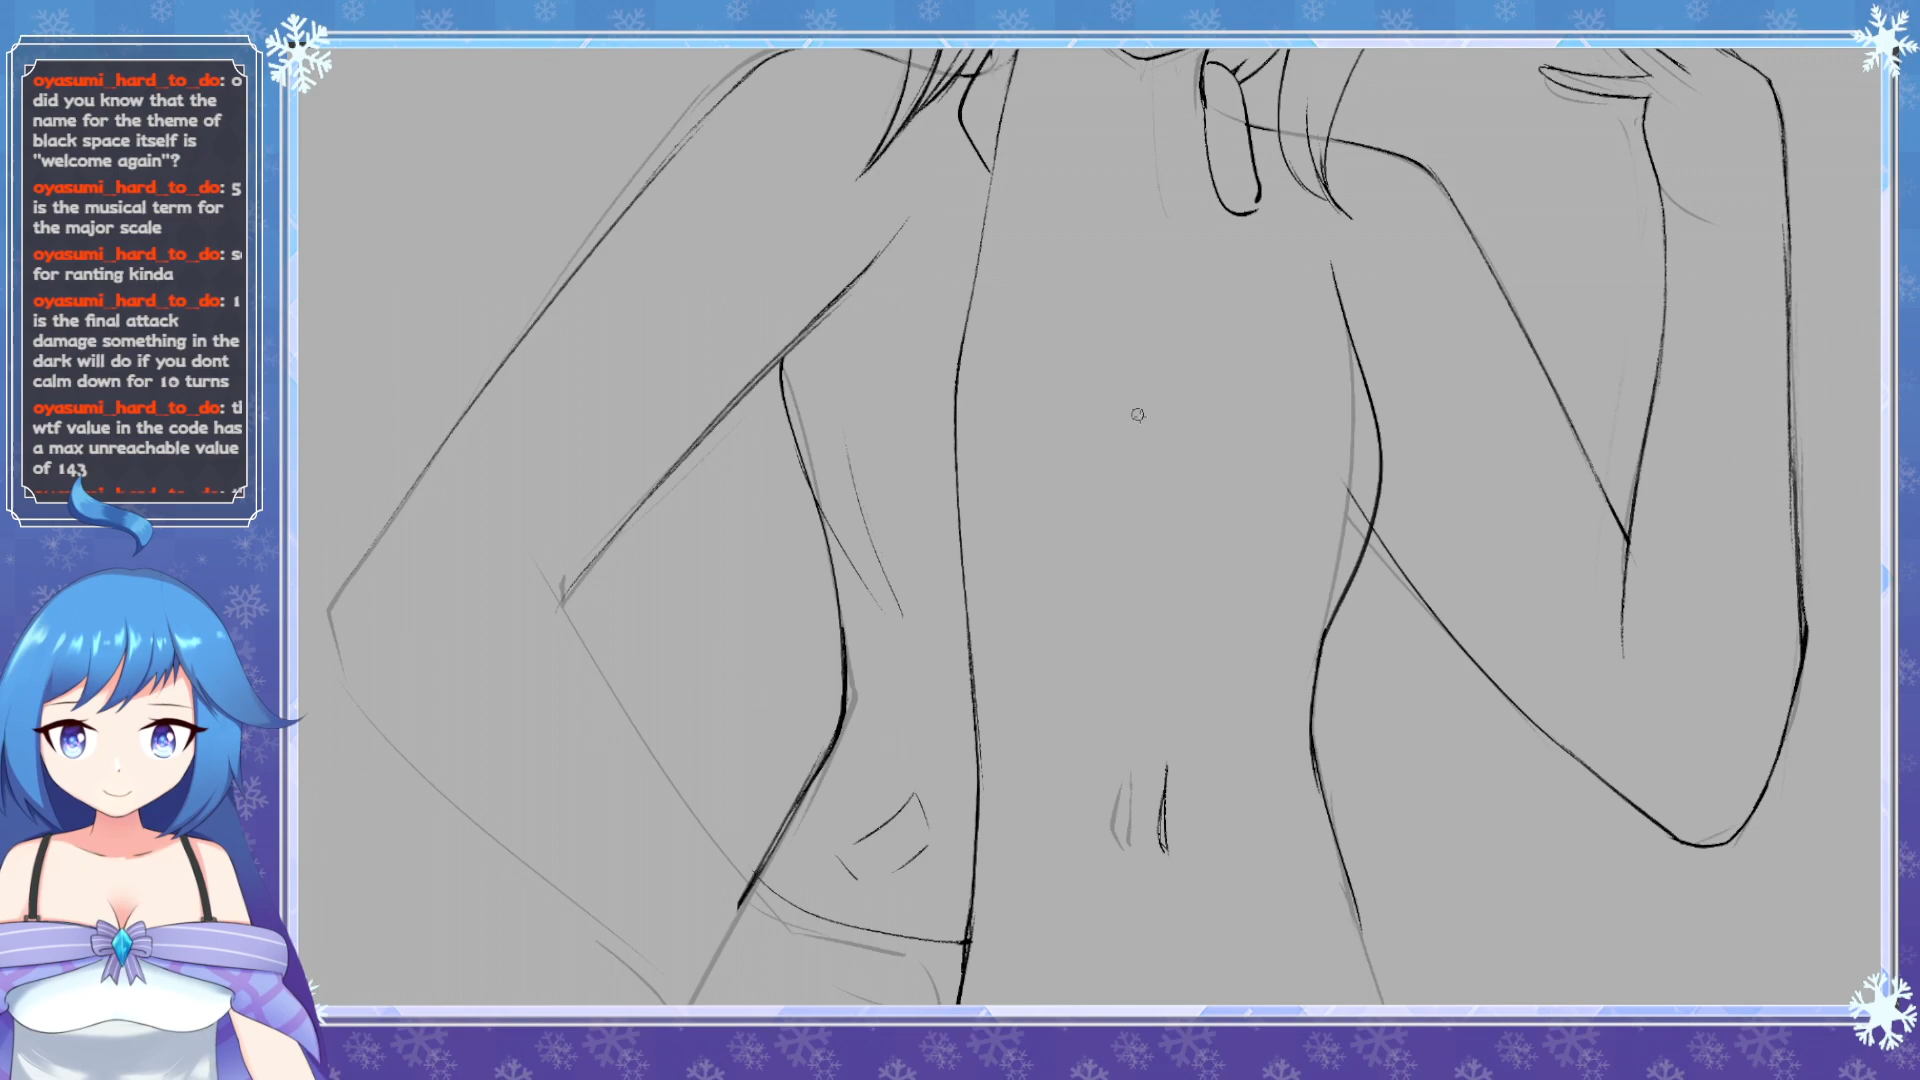 oyasumi_hard_to_do: o
did you know that the
name for the theme of
black space itself is
"welcome again"?
oyasumi_hard_to_do: 5
is the musical term for
the major scale
oyasumi_hard_to_do: s
for ranting kinda
oyasumi_hard_to_do: 1
is the final attack
damage something in the
dark will do if you dont
calm down for 10 turns
oyasumi_hard_to_do: th
wtf value in the code has
a max unreachable value
of 143